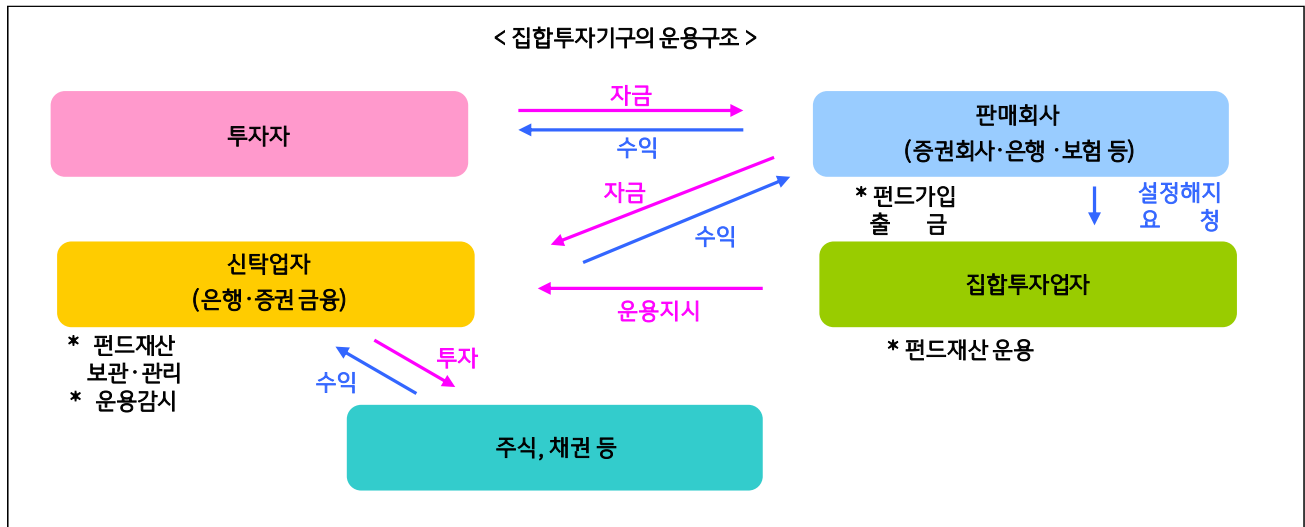 < 집합투자기구의 운용구조 >
투자자
자금
수익
판매회사
(증권회사·은행 ·보험 등)
자금
수익
* 펀드가입
출 금
설정해지
요 청
신탁업자
(은행·증권 금융)
운용지시
집합투자업자
* 펀드재산
보관·관리
* 운용감시
수익
투자
* 펀드재산 운용
주식, 채권 등